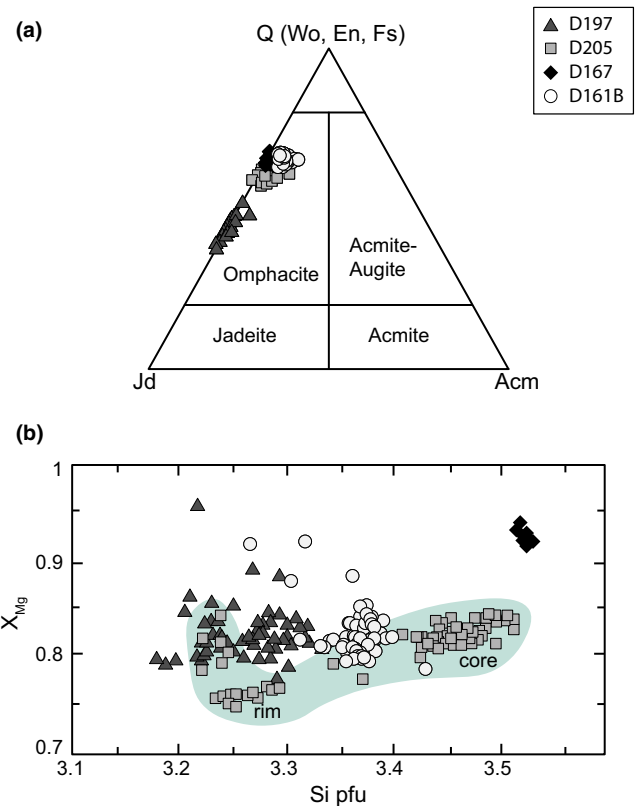 (a)
Q (Wo, En, Fs)
D197
D205
D167
D161B
Acmite-
Augite
Omphacite
Jadeite
Acmite
Jd
Acm
(b)
1
0.9
0.8
0.7
X Mg
core
rim
3.1
3.2
3.3
3.4
3.5
Si pfu